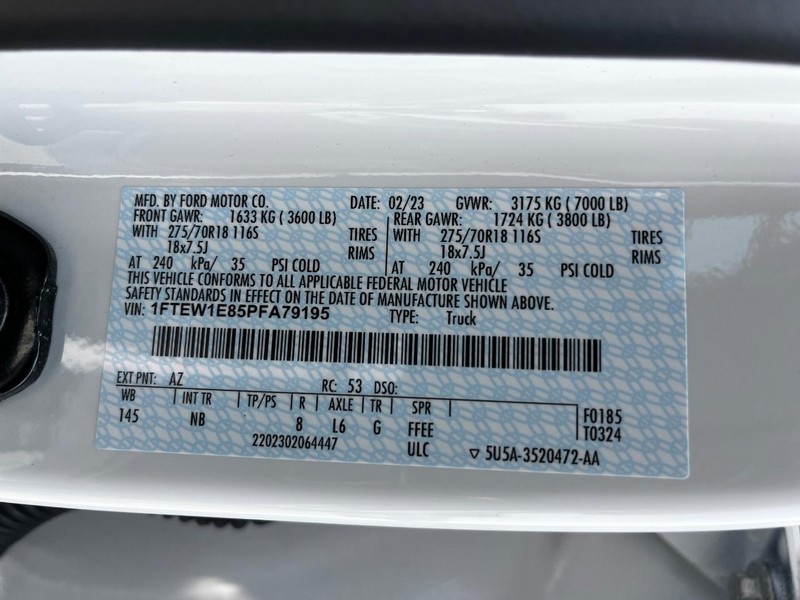 MFD. BY FORD MOTOR CO. DATE: 02/23 GVWR: 3175 KG ( 7000 LB)
FRONT GAWR: 1633 KG ( 3600 LB) REAR GAWR: 1724 KG ( 3800 LB)
WITH 275/70R18 116S TIRES WITH 275/70R18 116S TIRES
18x7.5J RIMS 18x7.5J RIMS
AT 240 kPa/ 35 PSI COLD AT 240 kPa/ 35 PSI COLD
THIS VEHICLE CONFORMS TO ALL APPLICABLE FEDERAL MOTOR VEHICLE
SAFETY STANDARDS IN EFFECT ON THE DATE OF MANUFACTURE SHOWN ABOVE.
VIN: 1FTEW1E85PFA79195 TYPE: Truck
EXT PNT: AZ RC: 53 DSO:
WB INT TR TP/PS R AXLE TR SPR F0185
145 NB 8 L6 G FFEE T0324
2202302064447 ULC ▽ 5U5A-3520472-AA